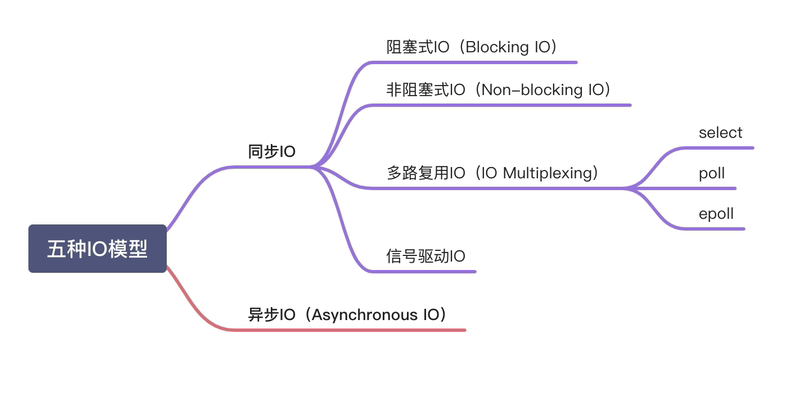 阻塞式IO（Blocking IO）
非阻塞式IO（Non-blocking IO）
select
同步IO
多路复用IO（IO Multiplexing）
poll
epoll
五种IO模型
信号驱动IO
异步IO（Asynchronous IO）